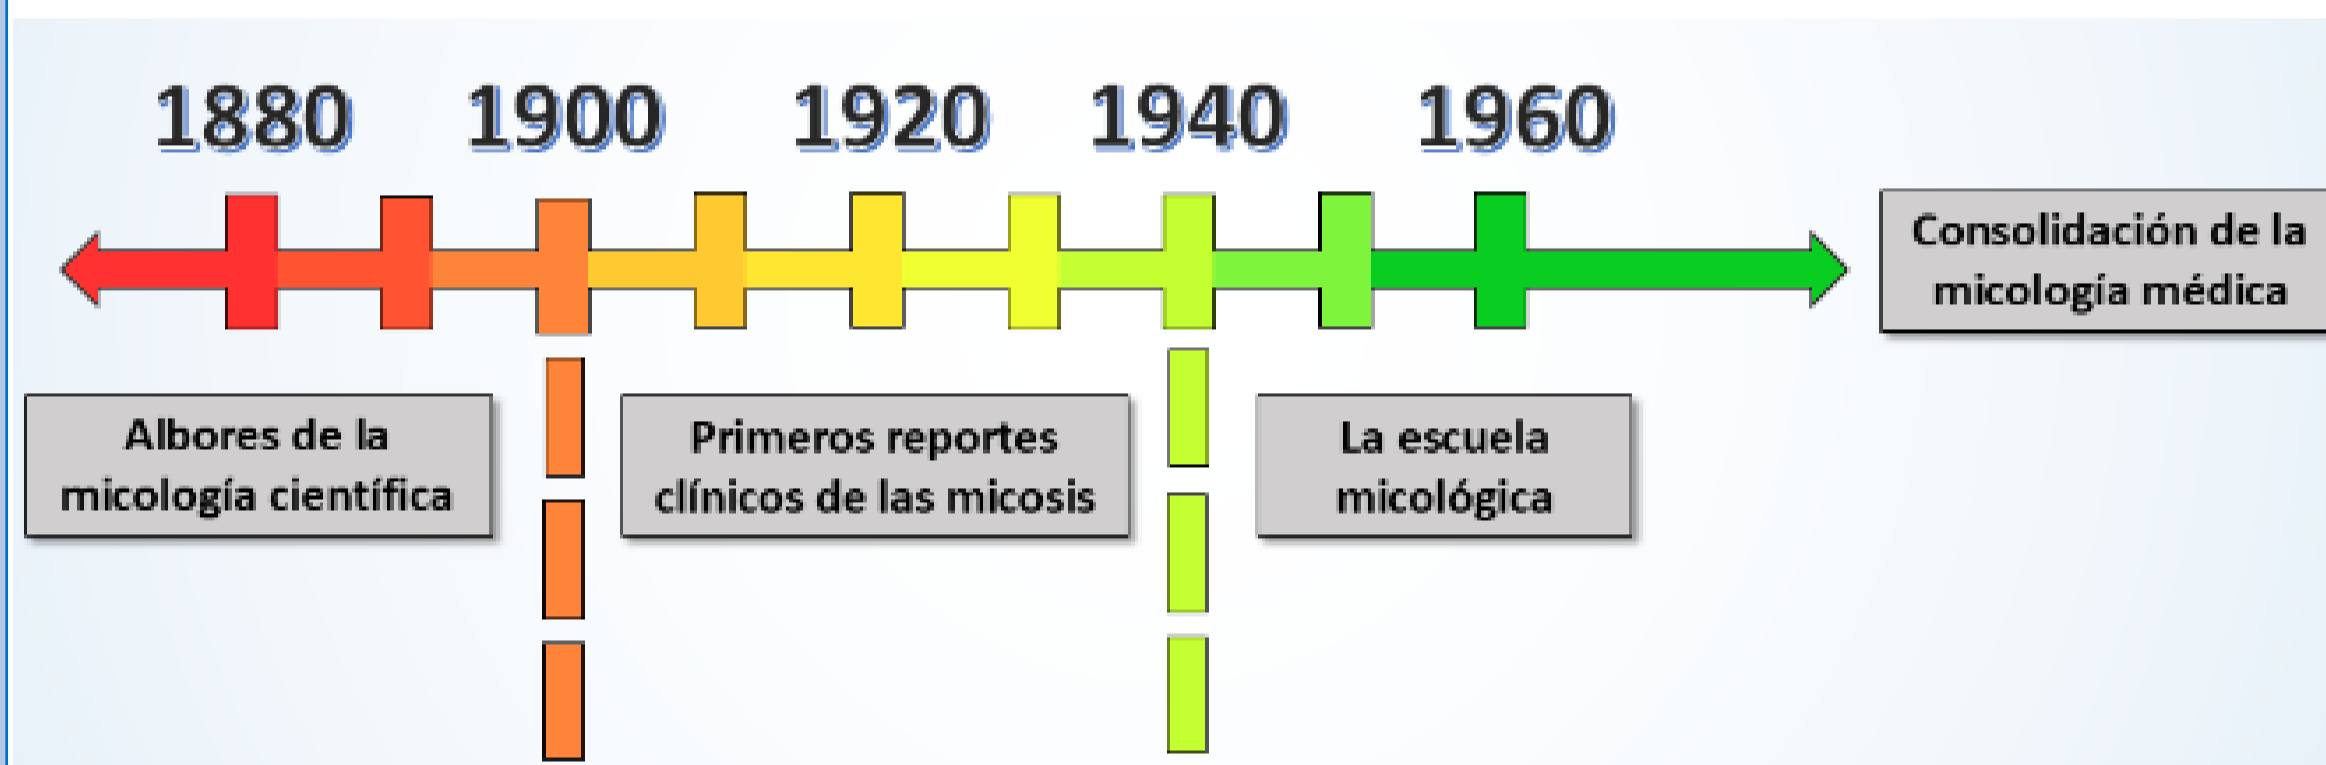 1880 1900 1920 1940 1960
Consolidación de la
micología médica
Albores de la
micología científica
Primeros reportes
clínicos de las micosis
La escuela
micológica